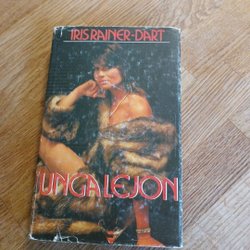 IRIS RAINER-DART
UNGA LEJON